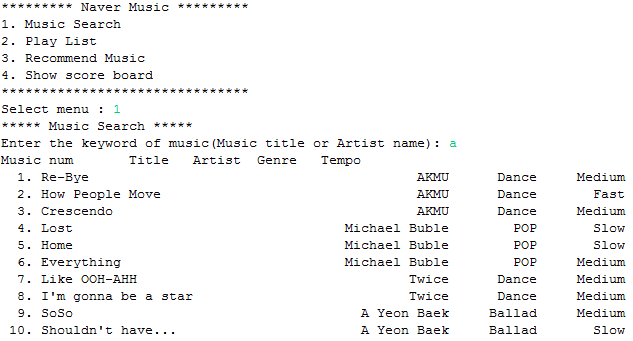 ********* Naver Music *********
1. Music Search
2. Play List
3. Recommend Music
4. Show score board
*******************************
Select menu : 1
***** Music Search *****
Enter the keyword of music(Music title or Artist name): a
Music num       Title   Artist  Genre   Tempo
  1. Re-Bye                                         AKMU      Dance     Medium
  2. How People Move                                AKMU      Dance       Fast
  3. Crescendo                                      AKMU      Dance     Medium
  4. Lost                                  Michael Buble        POP       Slow
  5. Home                                  Michael Buble        POP       Slow
  6. Everything                            Michael Buble        POP     Medium
  7. Like OOH-AHH                                  Twice      Dance     Medium
  8. I'm gonna be a star                           Twice      Dance     Medium
  9. SoSo                                    A Yeon Baek     Ballad     Medium
 10. Shouldn't have...                       A Yeon Baek     Ballad       Slow